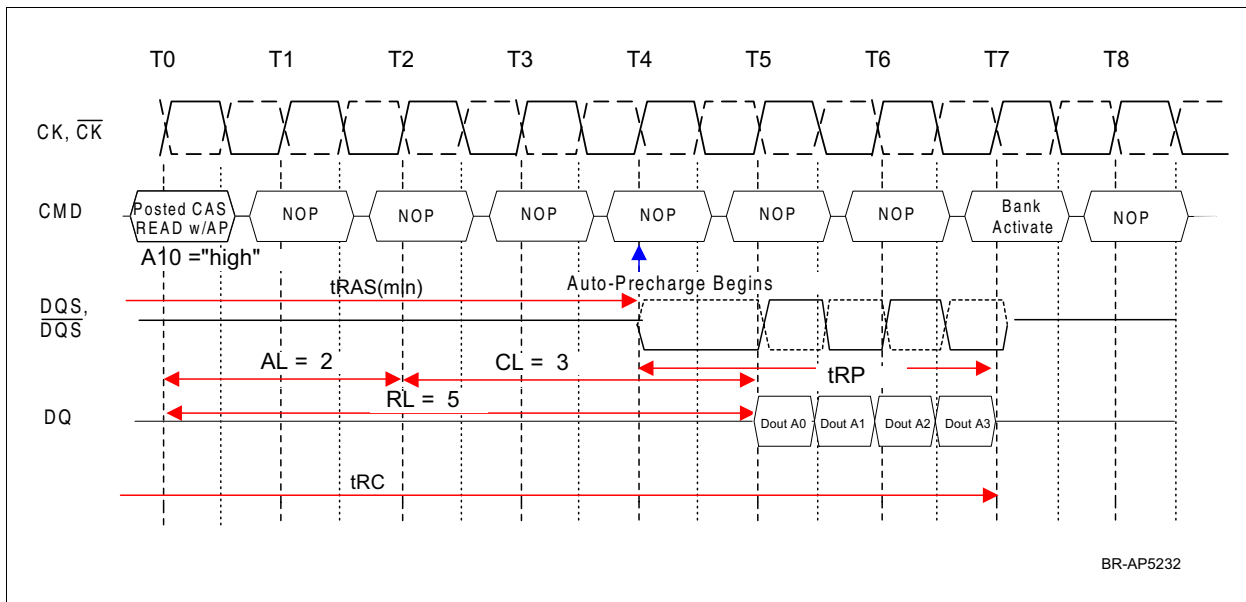 T0 T1 T2 T3 T4 T5 T6 T7 T8
CK, CK
CMD
Posted CAS
READ w/AP
NOP NOP NOP NOP NOP NOP
Bank
Activate
NOP
A10 ="high"
Auto-Precharge Begins
tRAS(min)
DQS,
DQS
AL = 2
CL = 3
tRP
RL = 5
DQ
Dout A0 Dout A1 Dout A2 Dout A3
tRC
BR-AP5232